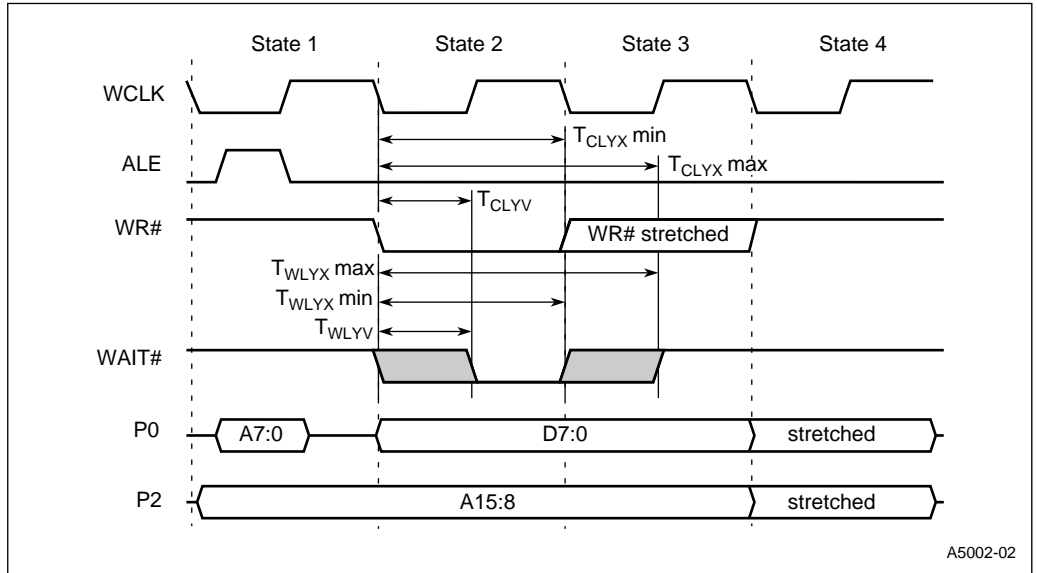 State 1 State 2 State 3 State 4
WCLK
T_CLYX min
ALE
T_CLYX max
T_CLYV
WR#
WR# stretched
T_WLYX max
T_WLYX min
T_WLYV
WAIT#
P0 A7:0 D7:0 stretched
P2 A15:8 stretched
A5002-02